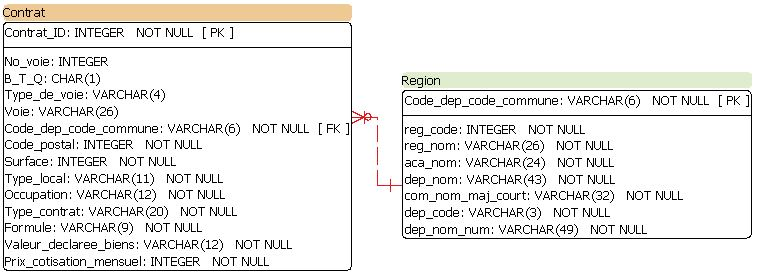 Contrat
Contrat_ID: INTEGER NOT NULL [ PK ]
No_voie: INTEGER
B_T_Q: CHAR(1)
Type_de_voie: VARCHAR(4)
Voie: VARCHAR(26)
Code_dep_code_commune: VARCHAR(6) NOT NULL [ FK ]
Code_postal: INTEGER NOT NULL
Surface: INTEGER NOT NULL
Type_local: VARCHAR(11) NOT NULL
Occupation: VARCHAR(12) NOT NULL
Type_contrat: VARCHAR(20) NOT NULL
Formule: VARCHAR(9) NOT NULL
Valeur_declaree_biens: VARCHAR(12) NOT NULL
Prix_cotisation_mensuel: INTEGER NOT NULL
Region
Code_dep_code_commune: VARCHAR(6) NOT NULL [ PK ]
reg_code: INTEGER NOT NULL
reg_nom: VARCHAR(26) NOT NULL
aca_nom: VARCHAR(24) NOT NULL
dep_nom: VARCHAR(43) NOT NULL
com_nom_maj_court: VARCHAR(32) NOT NULL
dep_code: VARCHAR(3) NOT NULL
dep_nom_num: VARCHAR(49) NOT NULL